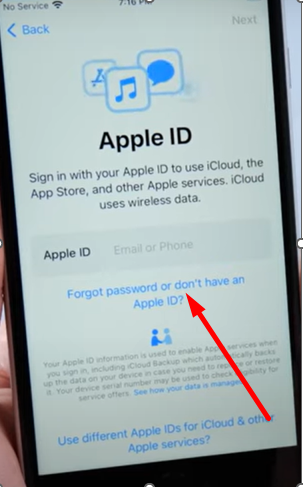 No Service 7:16 PM
Back Next
Apple ID
Sign in with your Apple ID to use iCloud, the
App Store, and other Apple services. iCloud
uses wireless data.
Apple ID Email or Phone
Forgot password or don't have an
Apple ID?
Your Apple ID information is used to enable Apple services when
you sign in, including iCloud Backup which automatically backs
up the data on your device in case you need to replace or restore
it. Your device serial number may be used to check eligibility for
service offers. See how your data is managed
Use different Apple IDs for iCloud & other
Apple services?